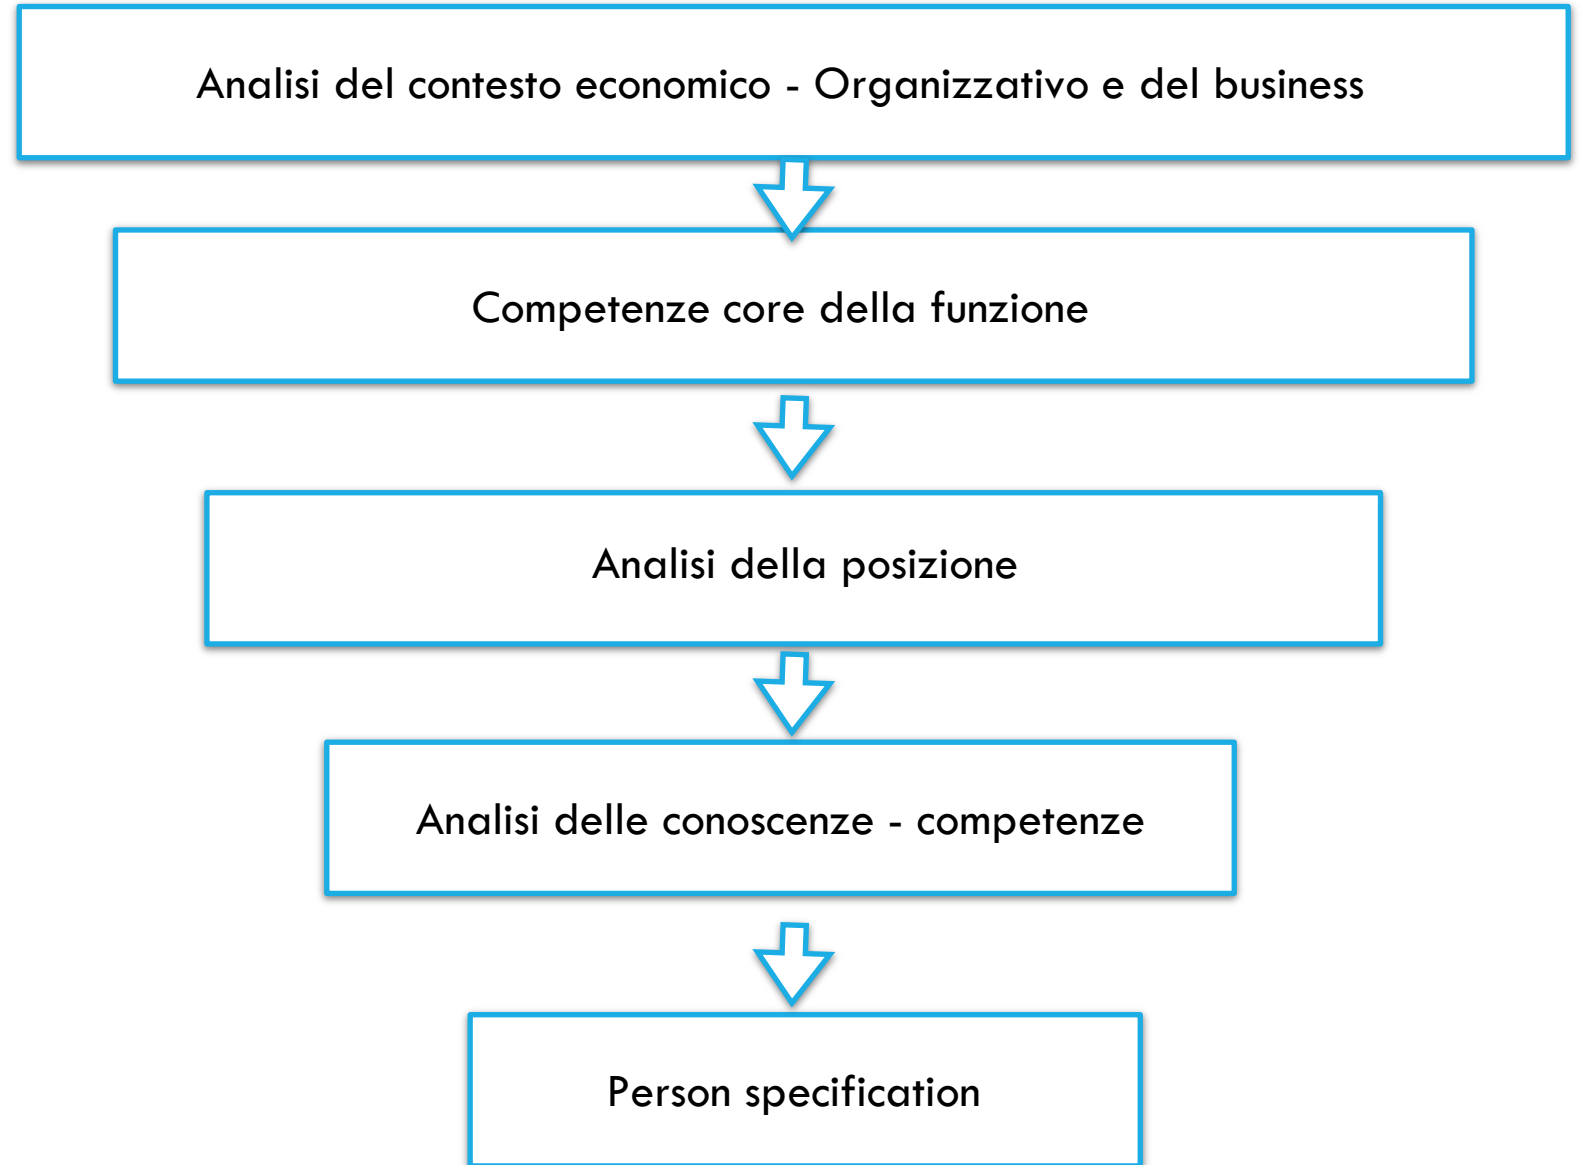 Analisi del contesto economico - Organizzativo e del business
Competenze core della funzione
Analisi della posizione
Analisi delle conoscenze - competenze
Person specification